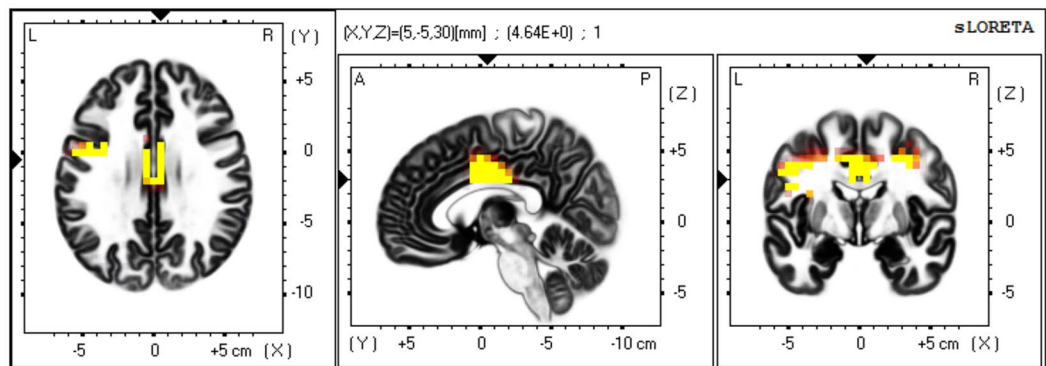 (X,Y,Z)=(5,-5,30)[mm] ; (4.64E+0) ; 1
sLORETA
L R (Y)
+5
0
-5
-10
-5 0 +5 cm (X)
A P (Z)
+5
0
-5
(Y) +5 0 -5 -10 cm
L R (Z)
+5
0
-5
-5 0 +5 cm (X)